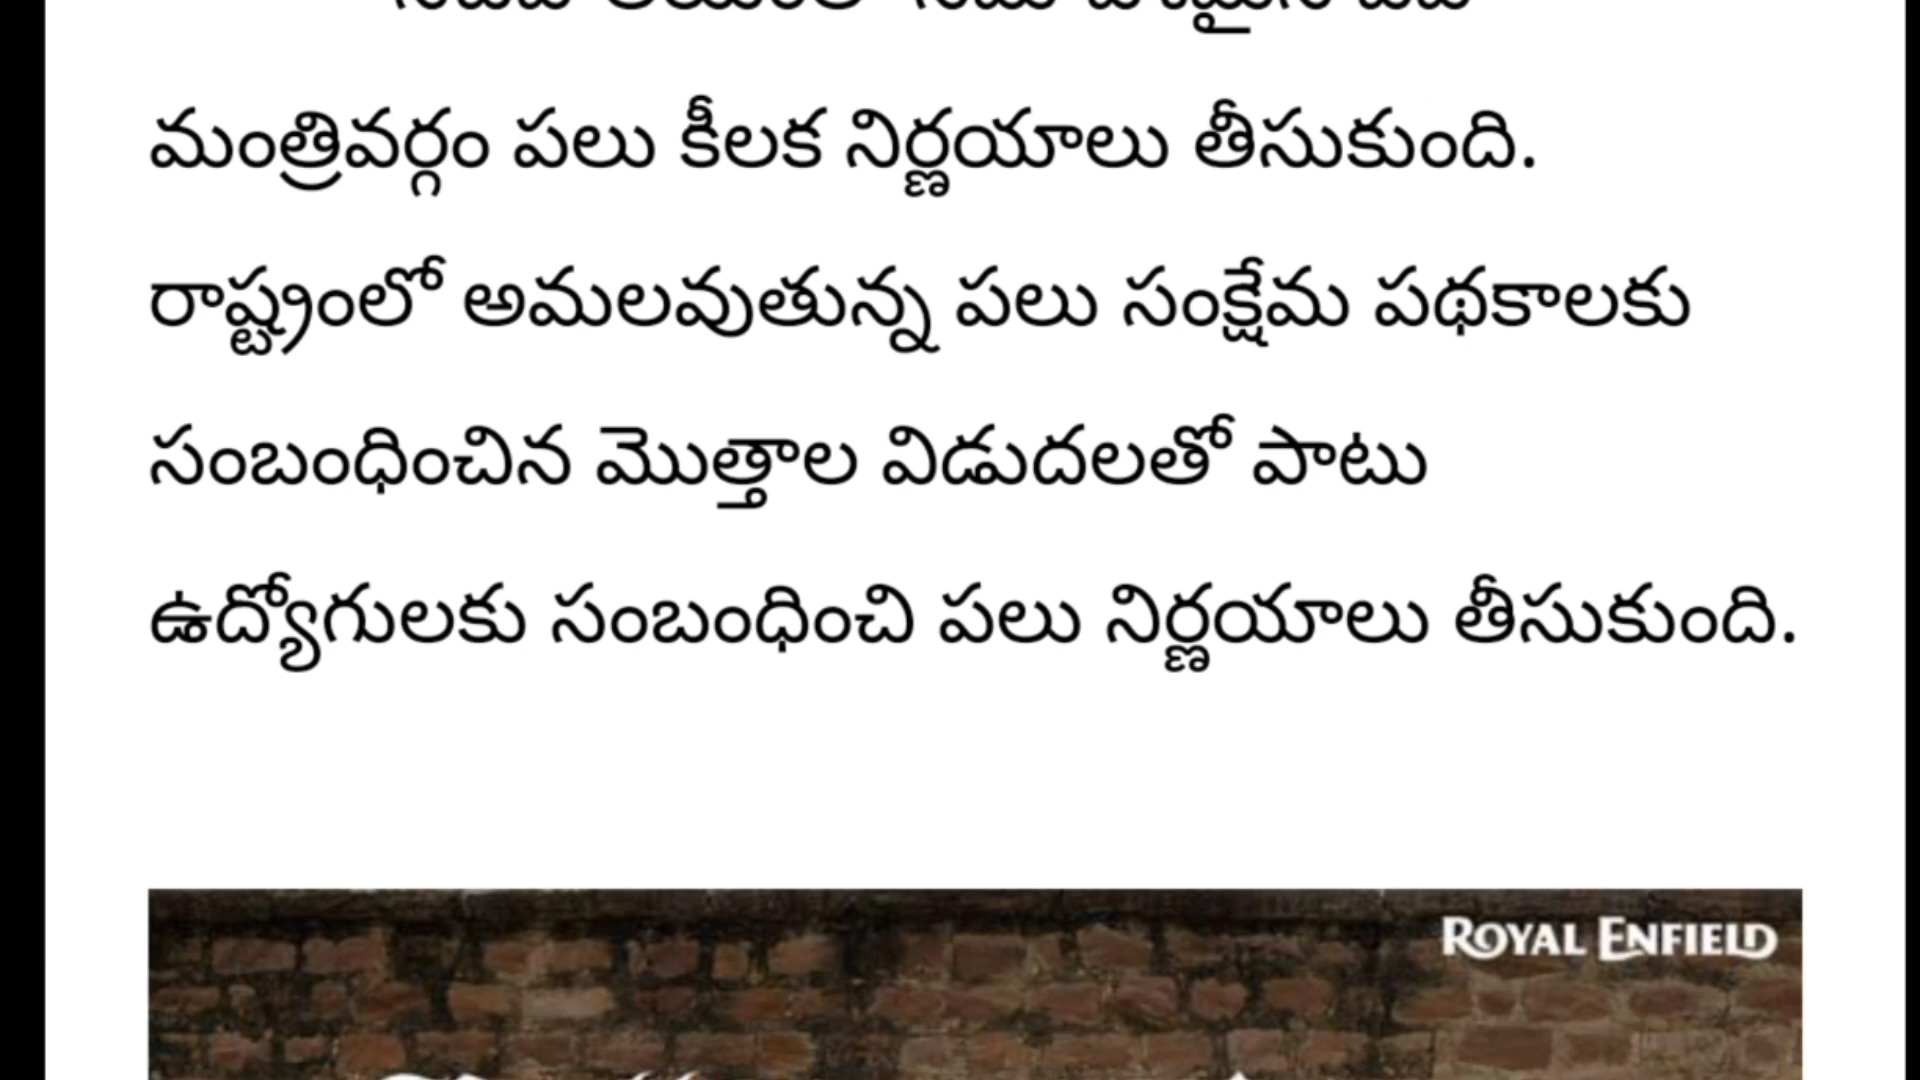 మంత్రివర్గం పలు కీలక నిర్ణయాలు తీసుకుంది.
రాష్ట్రంలో అమలవుతున్న పలు సంక్షేమ పథకాలకు
సంబంధించిన మొత్తాల విడుదలతో పాటు
ఉద్యోగులకు సంబంధించి పలు నిర్ణయాలు తీసుకుంది.
ROYAL ENFIELD